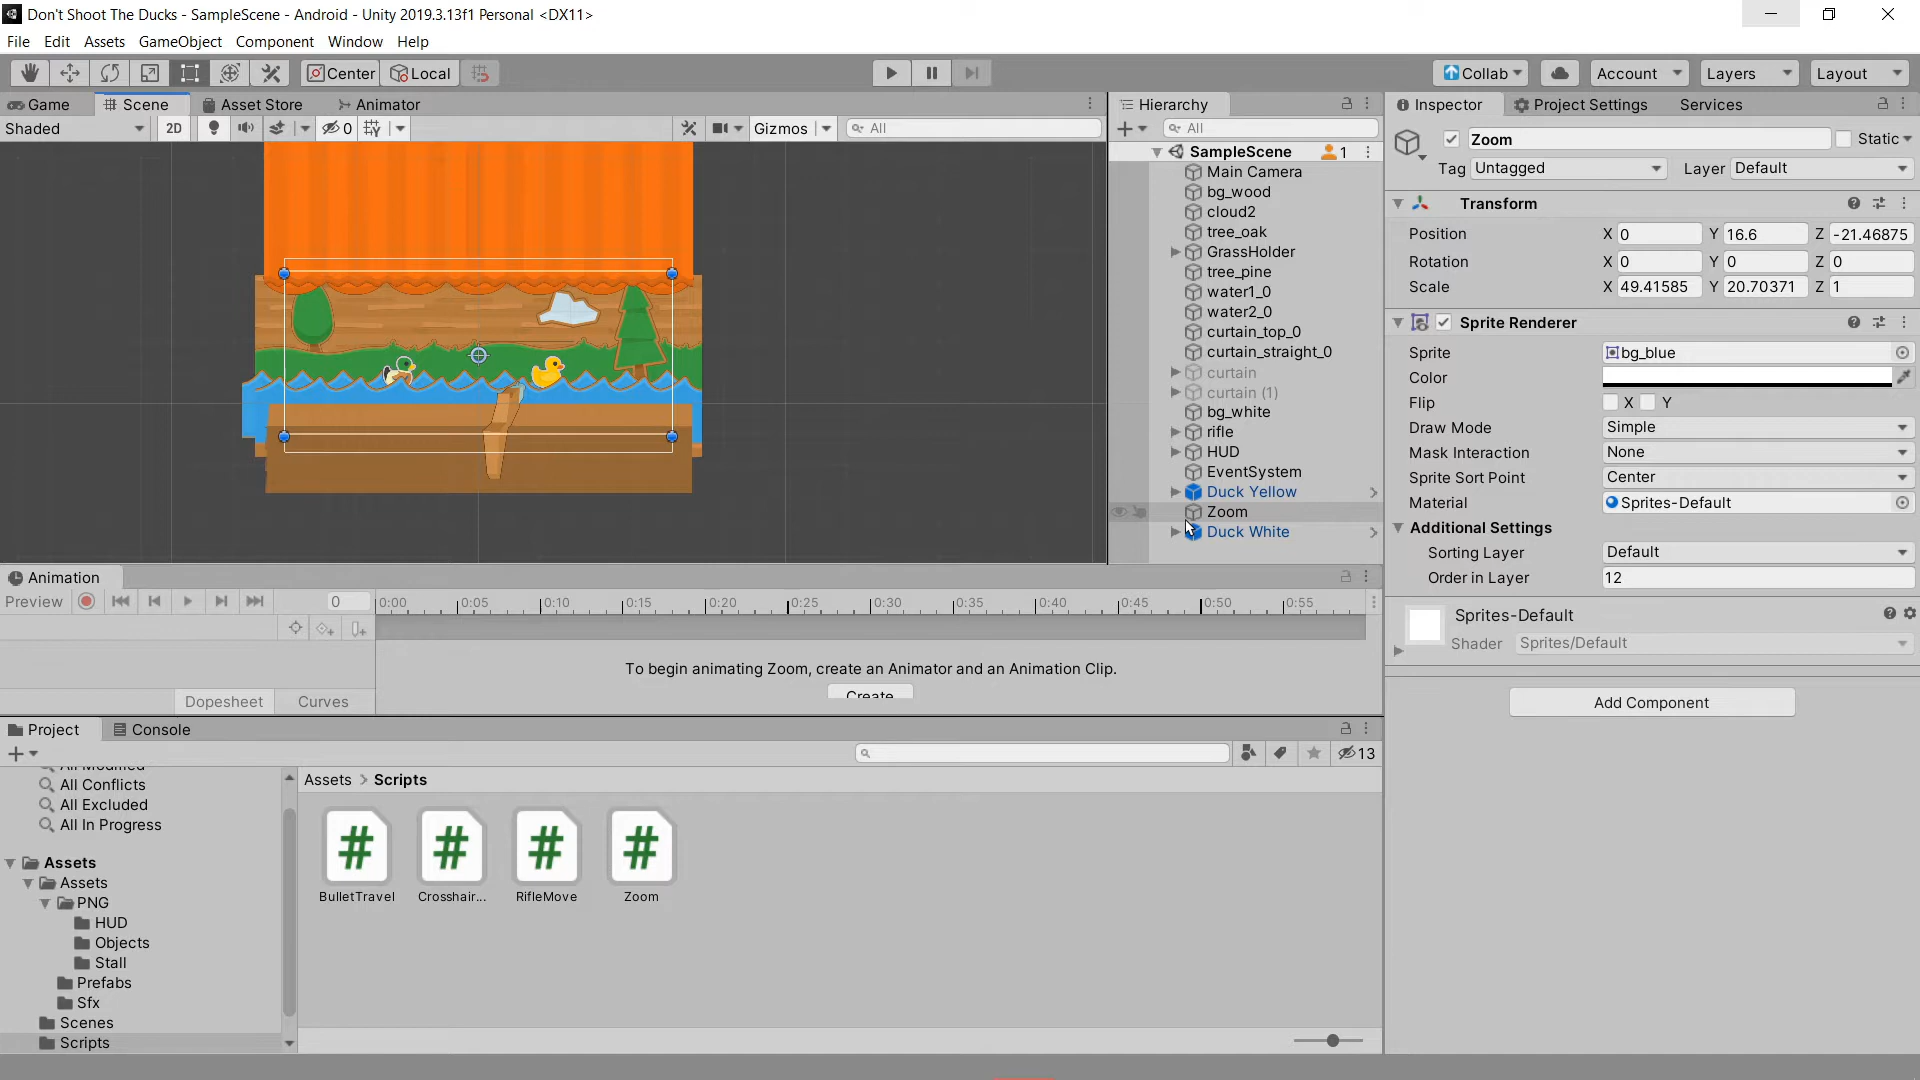 Don't Shoot The Ducks - SampleScene - Android - Unity 2019.3.13f1 Personal <DX11>
File Edit Assets GameObject Component Window Help
Center Local Collab Account Layers Layout
Game Scene Asset Store Animator
Shaded 2D 0 Gizmos All
Hierarchy
All
SampleScene 1
Main Camera
bg_wood
cloud2
tree_oak
GrassHolder
tree_pine
water1_0
water2_0
curtain_top_0
curtain_straight_0
curtain
curtain (1)
bg_white
rifle
HUD
EventSystem
Duck Yellow
Zoom
Duck White
Inspector Project Settings Services
Zoom Static
Tag Untagged Layer Default
Transform
Position X 0 Y 16.6 Z -21.46875
Rotation X 0 Y 0 Z 0
Scale X 49.41585 Y 20.70371 Z 1
Sprite Renderer
Sprite bg_blue
Color
Flip X Y
Draw Mode Simple
Mask Interaction None
Sprite Sort Point Center
Material Sprites-Default
Additional Settings
Sorting Layer Default
Order in Layer 12
Sprites-Default
Shader Sprites/Default
Add Component
Animation
Preview 0 0:00 0:05 0:10 0:15 0:20 0:25 0:30 0:35 0:40 0:45 0:50 0:55
To begin animating Zoom, create an Animator and an Animation Clip.
Create
Dopesheet Curves
Project Console
13
All Modified
All Conflicts
All Excluded
All In Progress
Assets
Assets
PNG
HUD
Objects
Stall
Prefabs
Sfx
Scenes
Scripts
Assets > Scripts
BulletTravel Crosshair... RifleMove Zoom